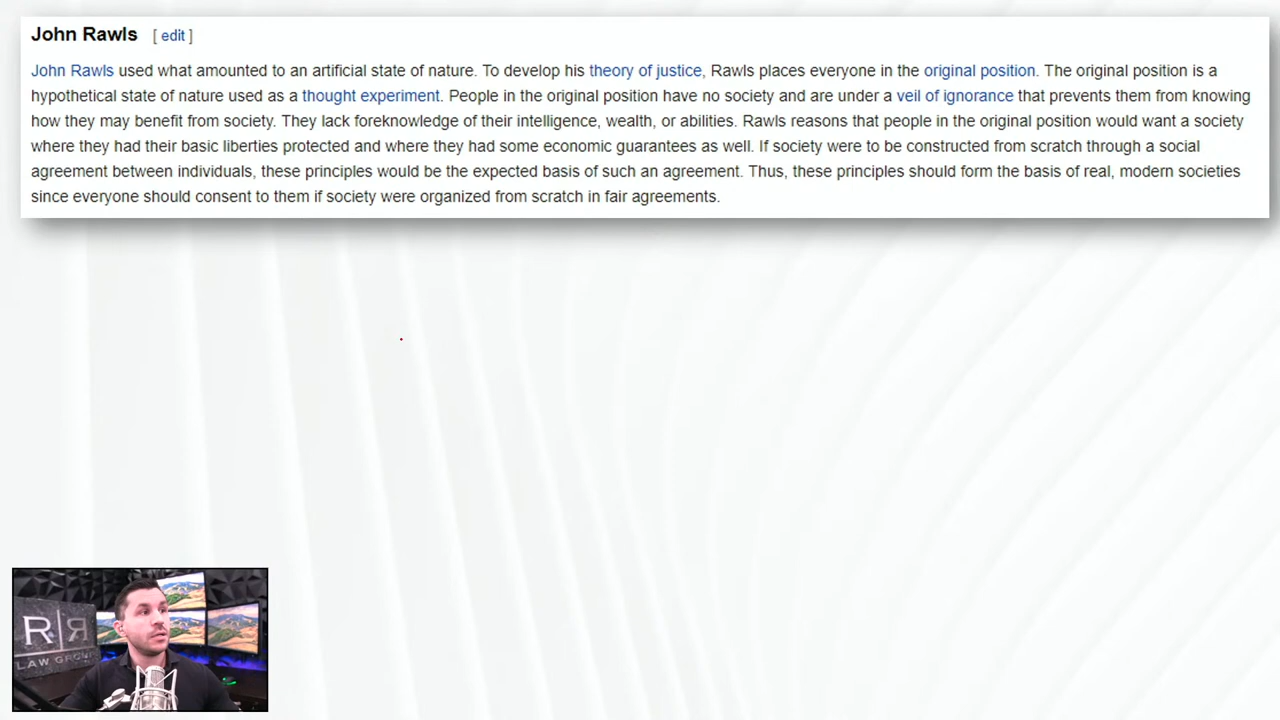 John Rawls [ edit ]
John Rawls used what amounted to an artificial state of nature. To develop his theory of justice, Rawls places everyone in the original position. The original position is a
hypothetical state of nature used as a thought experiment. People in the original position have no society and are under a veil of ignorance that prevents them from knowing
how they may benefit from society. They lack foreknowledge of their intelligence, wealth, or abilities. Rawls reasons that people in the original position would want a society
where they had their basic liberties protected and where they had some economic guarantees as well. If society were to be constructed from scratch through a social
agreement between individuals, these principles would be the expected basis of such an agreement. Thus, these principles should form the basis of real, modern societies
since everyone should consent to them if society were organized from scratch in fair agreements.
R|Я
LAW GROUP